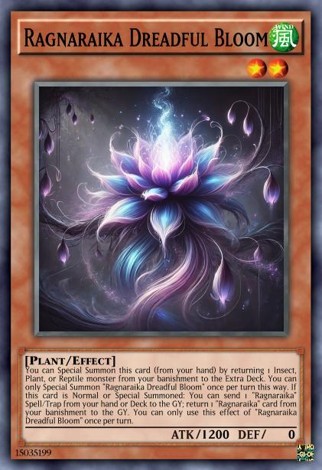 Ragnaraika Dreadful Bloom
WIND
風
[Plant/Effect]
You can Special Summon this card (from your hand) by returning 1 Insect,
Plant, or Reptile monster from your banishment to the Extra Deck. You can
only Special Summon "Ragnaraika Dreadful Bloom" once per turn this way. If
this card is Normal or Special Summoned: You can send 1 "Ragnaraika"
Spell/Trap from your hand or Deck to the GY; return 1 "Ragnaraika" card from
your banishment to the GY. You can only use this effect of "Ragnaraika
Dreadful Bloom" once per turn.
ATK/1200 DEF/ 0
15035199